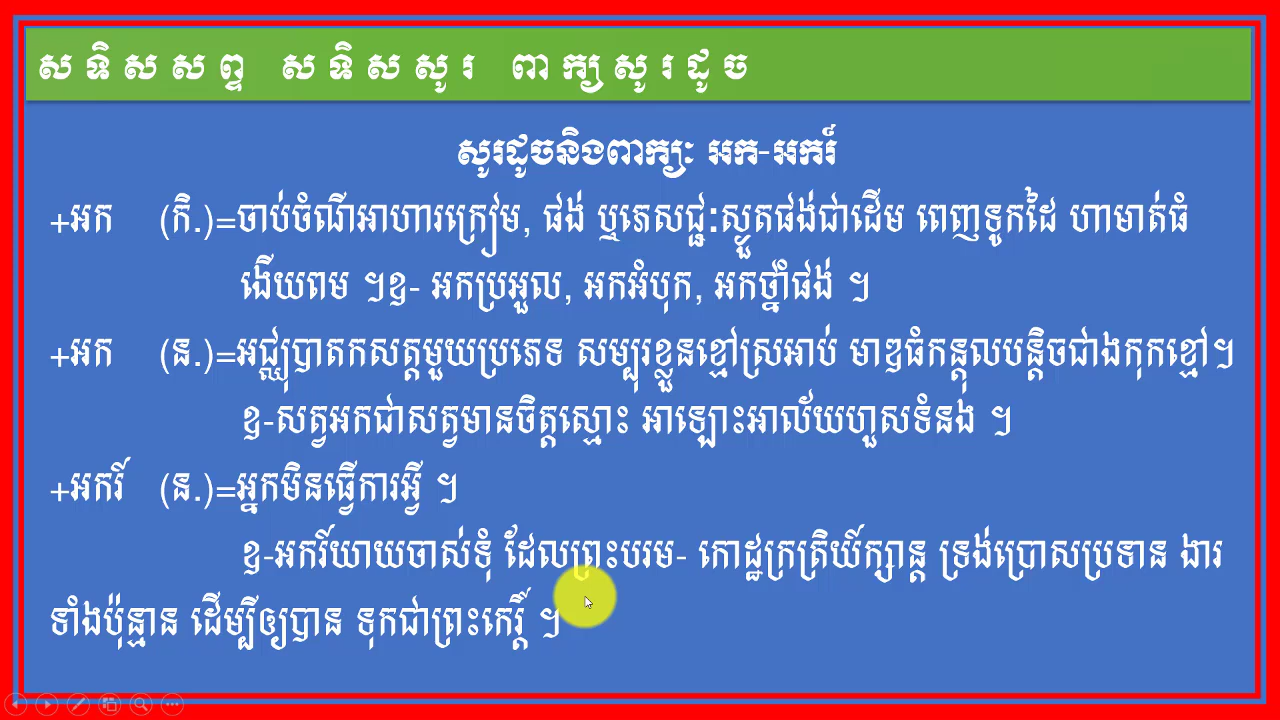 ស ទិ ស ស ព្ទ ស ទិ ស សូ រ ពា ក្យ សូ រ ដូ ច
សូរដូចនិងពាក្យៈ អក-អករ៍
+អក (កិ.)=ចាប់ចំណីអាហារក្រៀម, ផង់ ឬភេសជ្ជៈស្ងួតផង់ជាដើម ពេញទូកដៃ ហាមាត់ធំ
ងើយពម ។ឧ- អកប្រអួល, អកអំបុក, អកថ្នាំផង់ ។
+អក (ន.)=អជ្ឈុបាតកសត្តមួយប្រភេទ សម្បុរខ្លួនខ្មៅស្រអាប់ មាឌធំកន្តុលបន្តិចជាងកុកខ្មៅ។
ឧ-សត្វអកជាសត្វមានចិត្តស្មោះ អាឡោះអាល័យហួសទំនង ។
+អករ៍ (ន.)=អ្នកមិនធ្វើការអ្វី ។
ឧ-អករ៍យាយចាស់ទុំ ដែលព្រះបរម- កោដ្ឋក្រត្រិយ៍ក្សាន្ត ទ្រង់ប្រោសប្រទាន ងារ
ទាំងប៉ុន្មាន ដើម្បីឲ្យបាន ទុកជាព្រះកេរ្តិ៍ ។